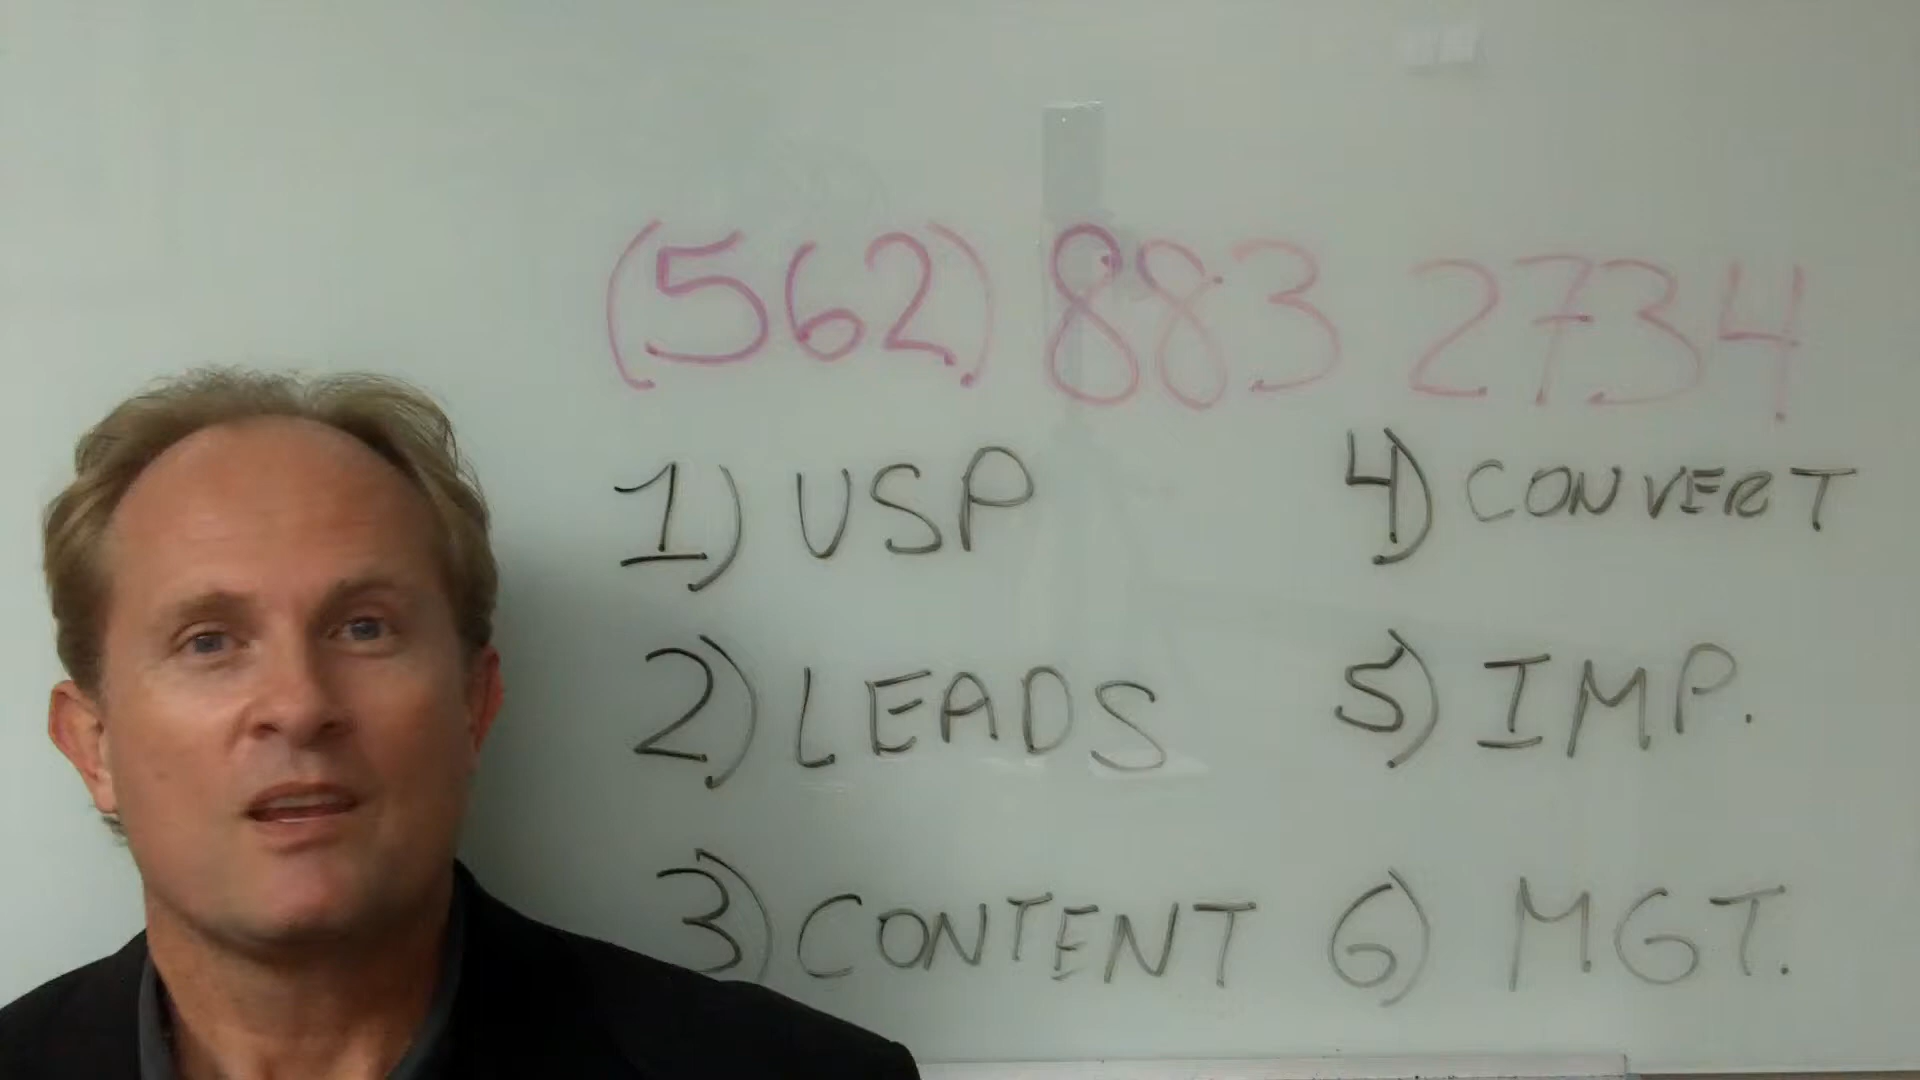 (562) 883 2734
1) USP
2) LEADS
3) CONTENT
4) CONVERT
5) IMP.
6) MGT.